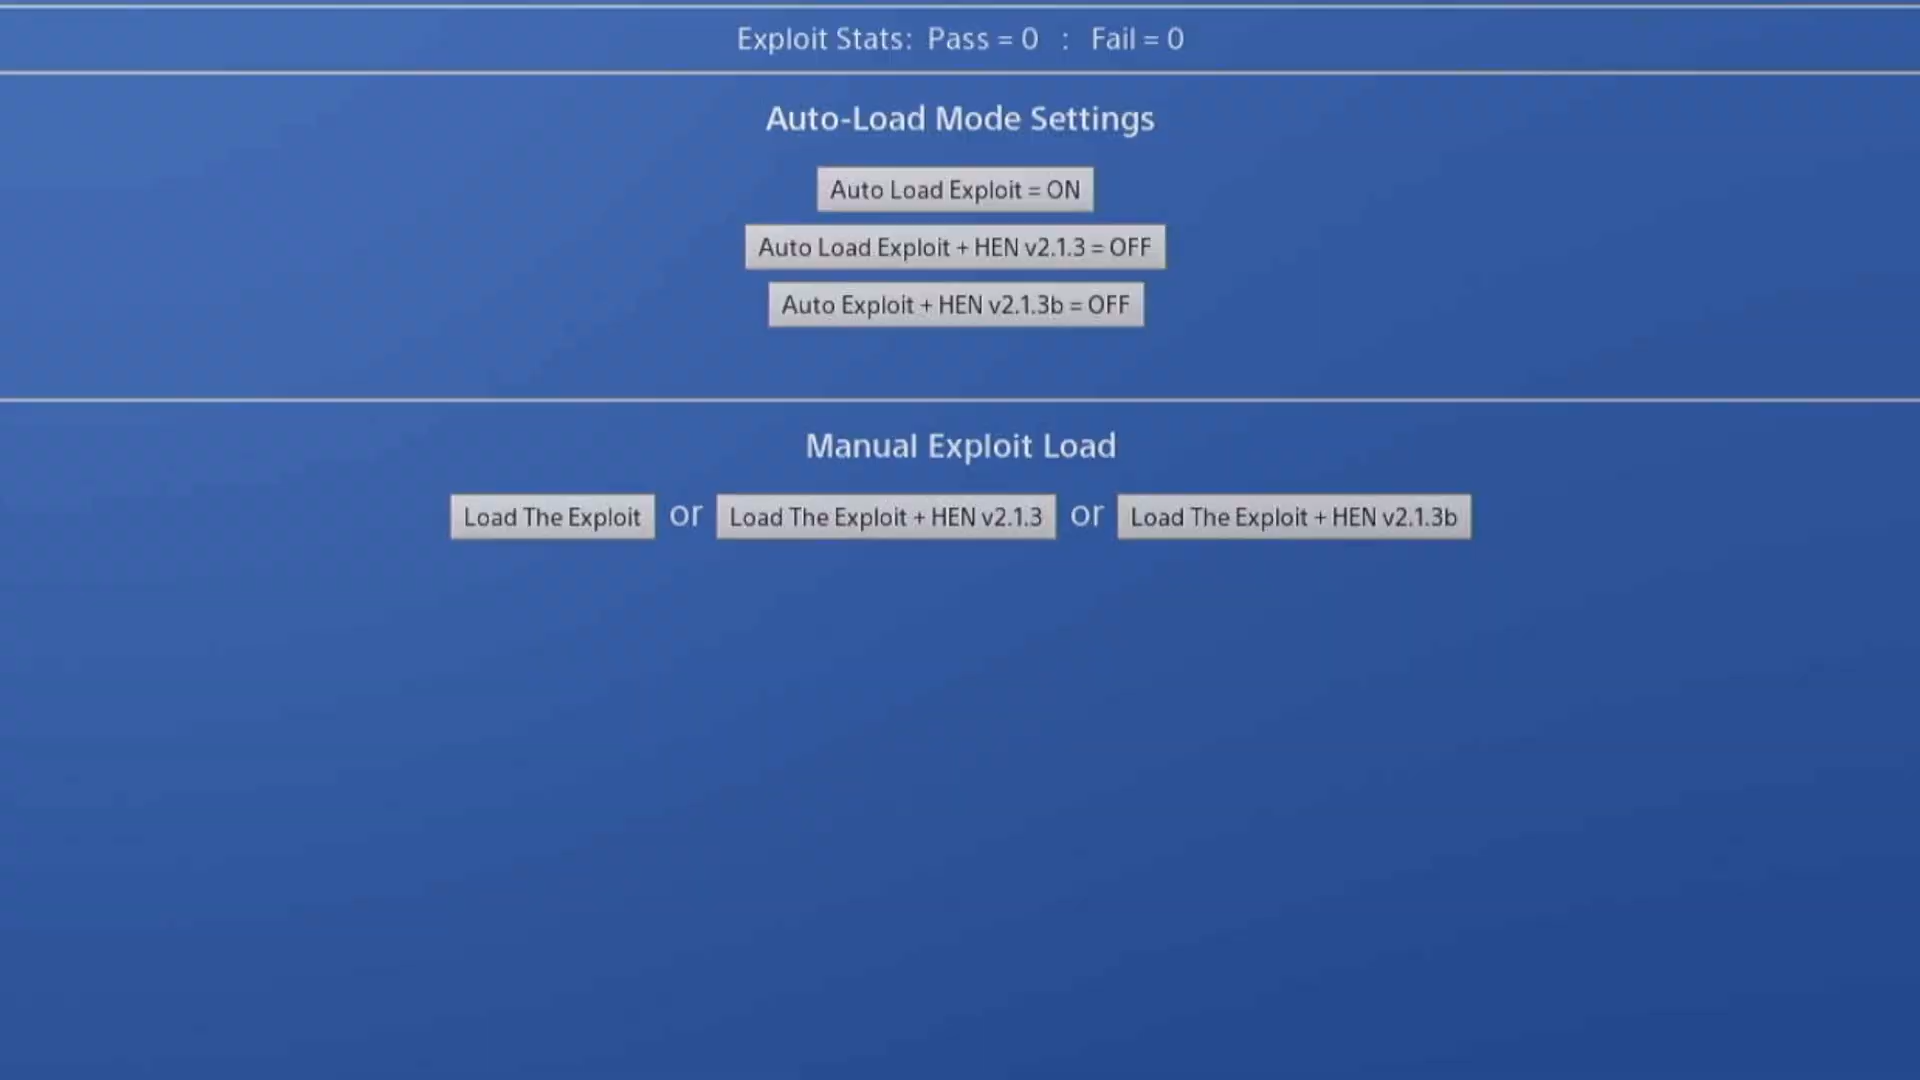 Exploit Stats: Pass = 0 : Fail = 0
Auto-Load Mode Settings
Auto Load Exploit = ON
Auto Load Exploit + HEN v2.1.3 = OFF
Auto Exploit + HEN v2.1.3b = OFF
Manual Exploit Load
Load The Exploit or Load The Exploit + HEN v2.1.3 or Load The Exploit + HEN v2.1.3b